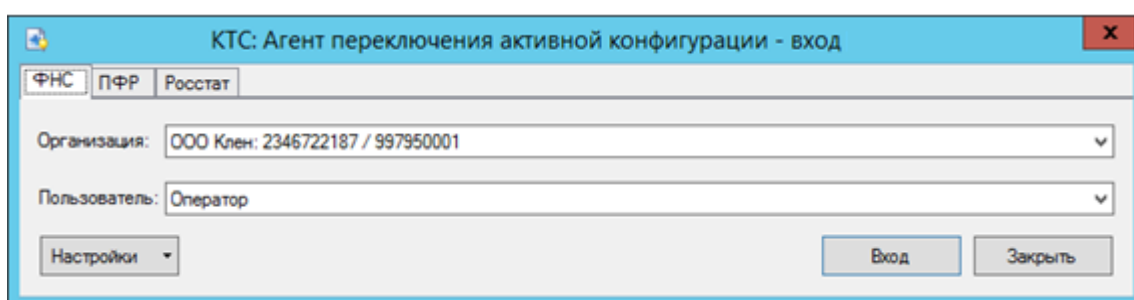 КТС: Агент переключения активной конфигурации - вход
x
ФНС ПФР Росстат
Организация: ООО Клен: 2346722187 / 997950001
Пользователь: Оператор
Настройки Вход Закрыть